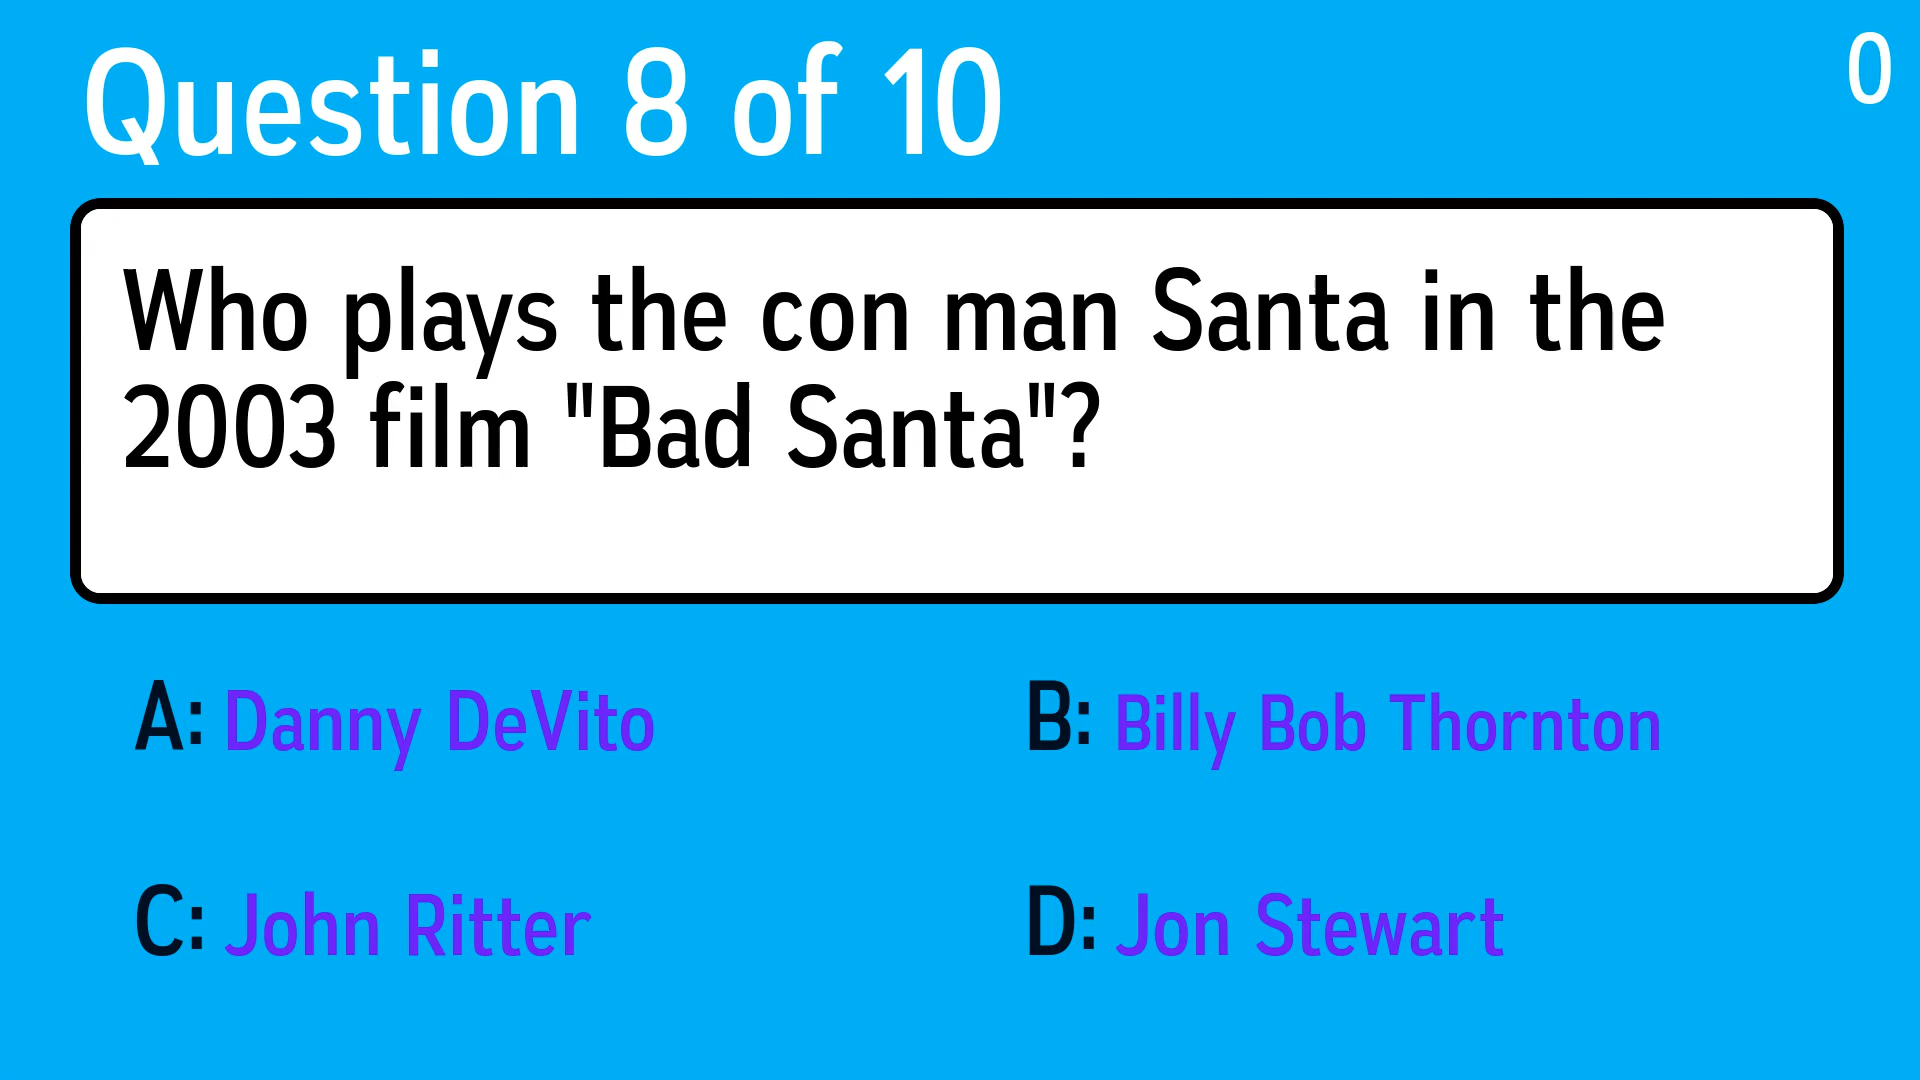 Question 8 of 10
0
Who plays the con man Santa in the
2003 film "Bad Santa"?
A: Danny DeVito
B: Billy Bob Thornton
C: John Ritter
D: Jon Stewart